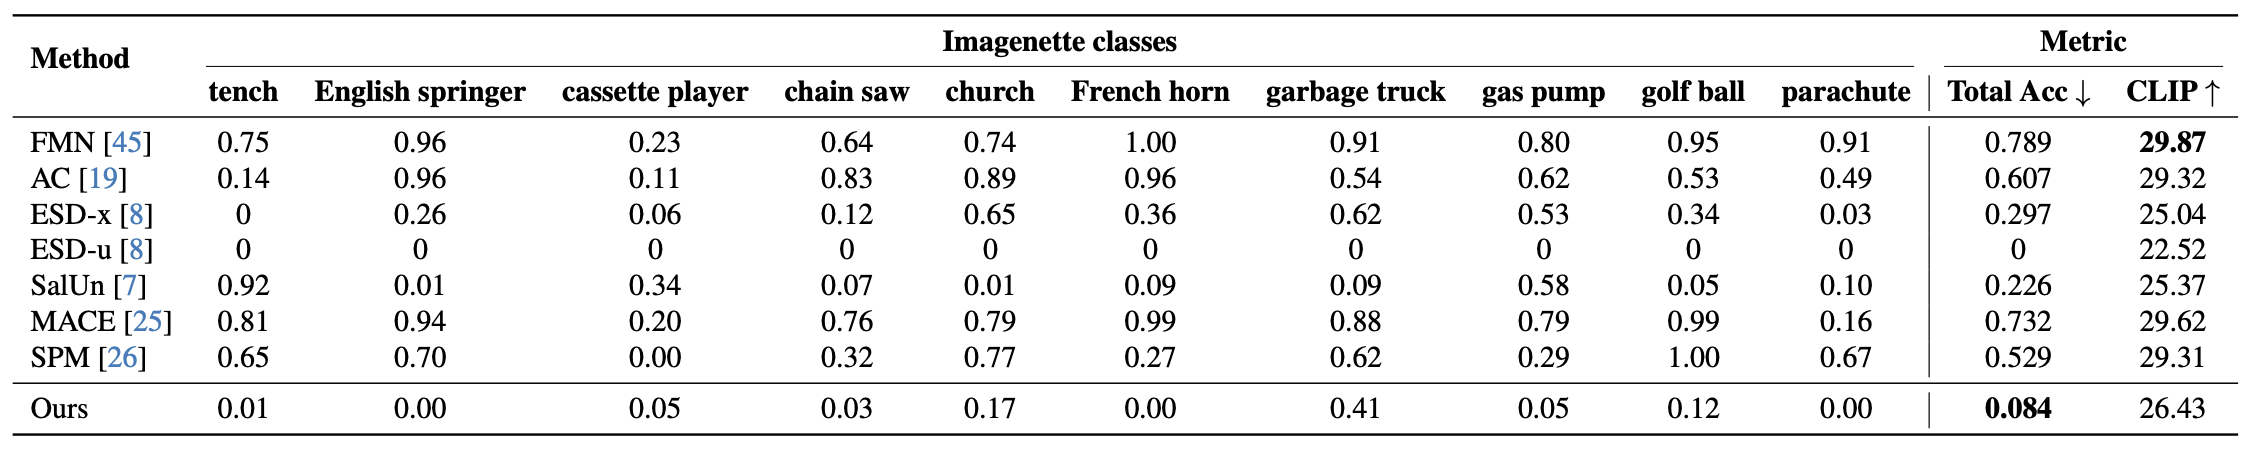 Method Imagenette classes Metric
tench English springer cassette player chain saw church French horn garbage truck gas pump golf ball parachute Total Acc ↓ CLIP ↑
FMN [45] 0.75 0.96 0.23 0.64 0.74 1.00 0.91 0.80 0.95 0.91 0.789 29.87
AC [19] 0.14 0.96 0.11 0.83 0.89 0.96 0.54 0.62 0.53 0.49 0.607 29.32
ESD-x [8] 0 0.26 0.06 0.12 0.65 0.36 0.62 0.53 0.34 0.03 0.297 25.04
ESD-u [8] 0 0 0 0 0 0 0 0 0 0 0 22.52
SalUn [7] 0.92 0.01 0.34 0.07 0.01 0.09 0.09 0.58 0.05 0.10 0.226 25.37
MACE [25] 0.81 0.94 0.20 0.76 0.79 0.99 0.88 0.79 0.99 0.16 0.732 29.62
SPM [26] 0.65 0.70 0.00 0.32 0.77 0.27 0.62 0.29 1.00 0.67 0.529 29.31
Ours 0.01 0.00 0.05 0.03 0.17 0.00 0.41 0.05 0.12 0.00 0.084 26.43